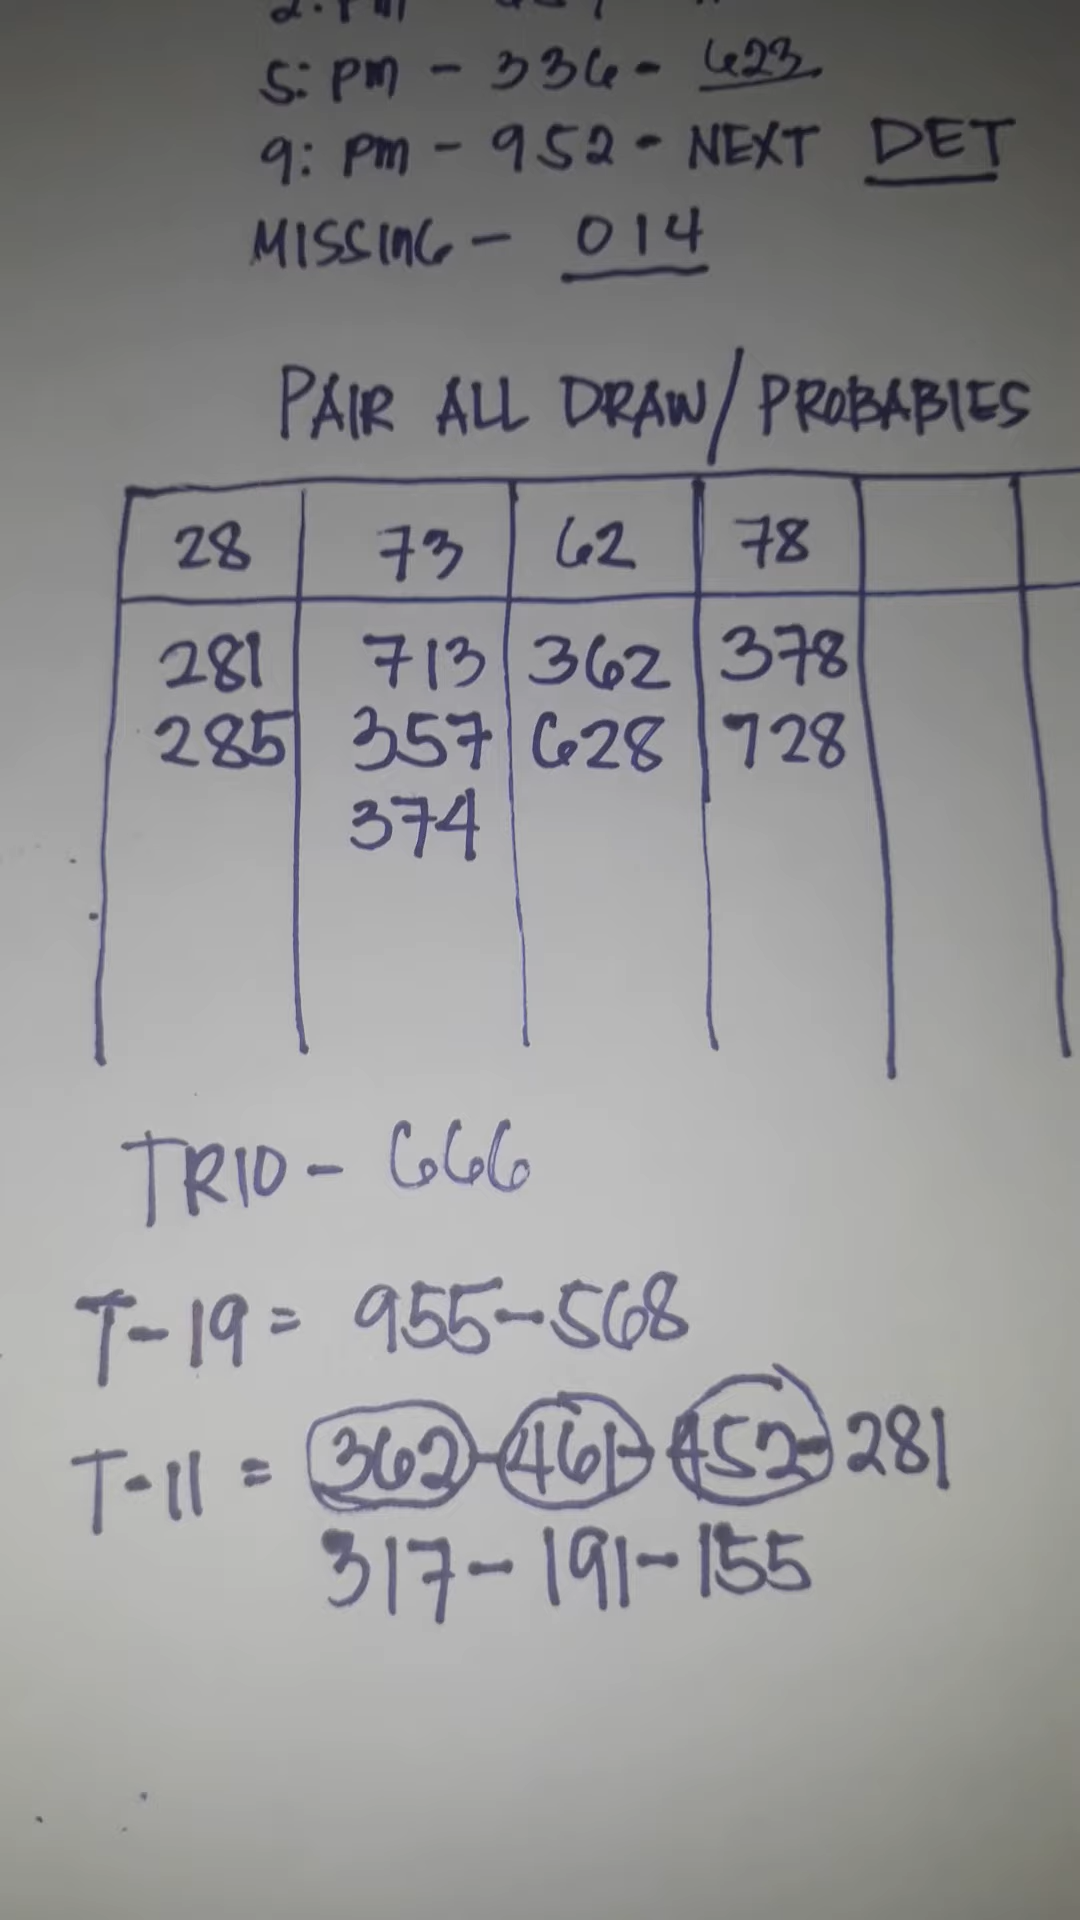 2: PM
5: PM - 336 - 623
9: PM - 952 - NEXT DET
MISSING - 014
PAIR ALL DRAW / PROBABIES
28 73 62 78
281 713 362 378
285 357 628 728
374
TRIO - 666
T-19 = 955-568
T-11 = 362-461-452-281
317-191-155